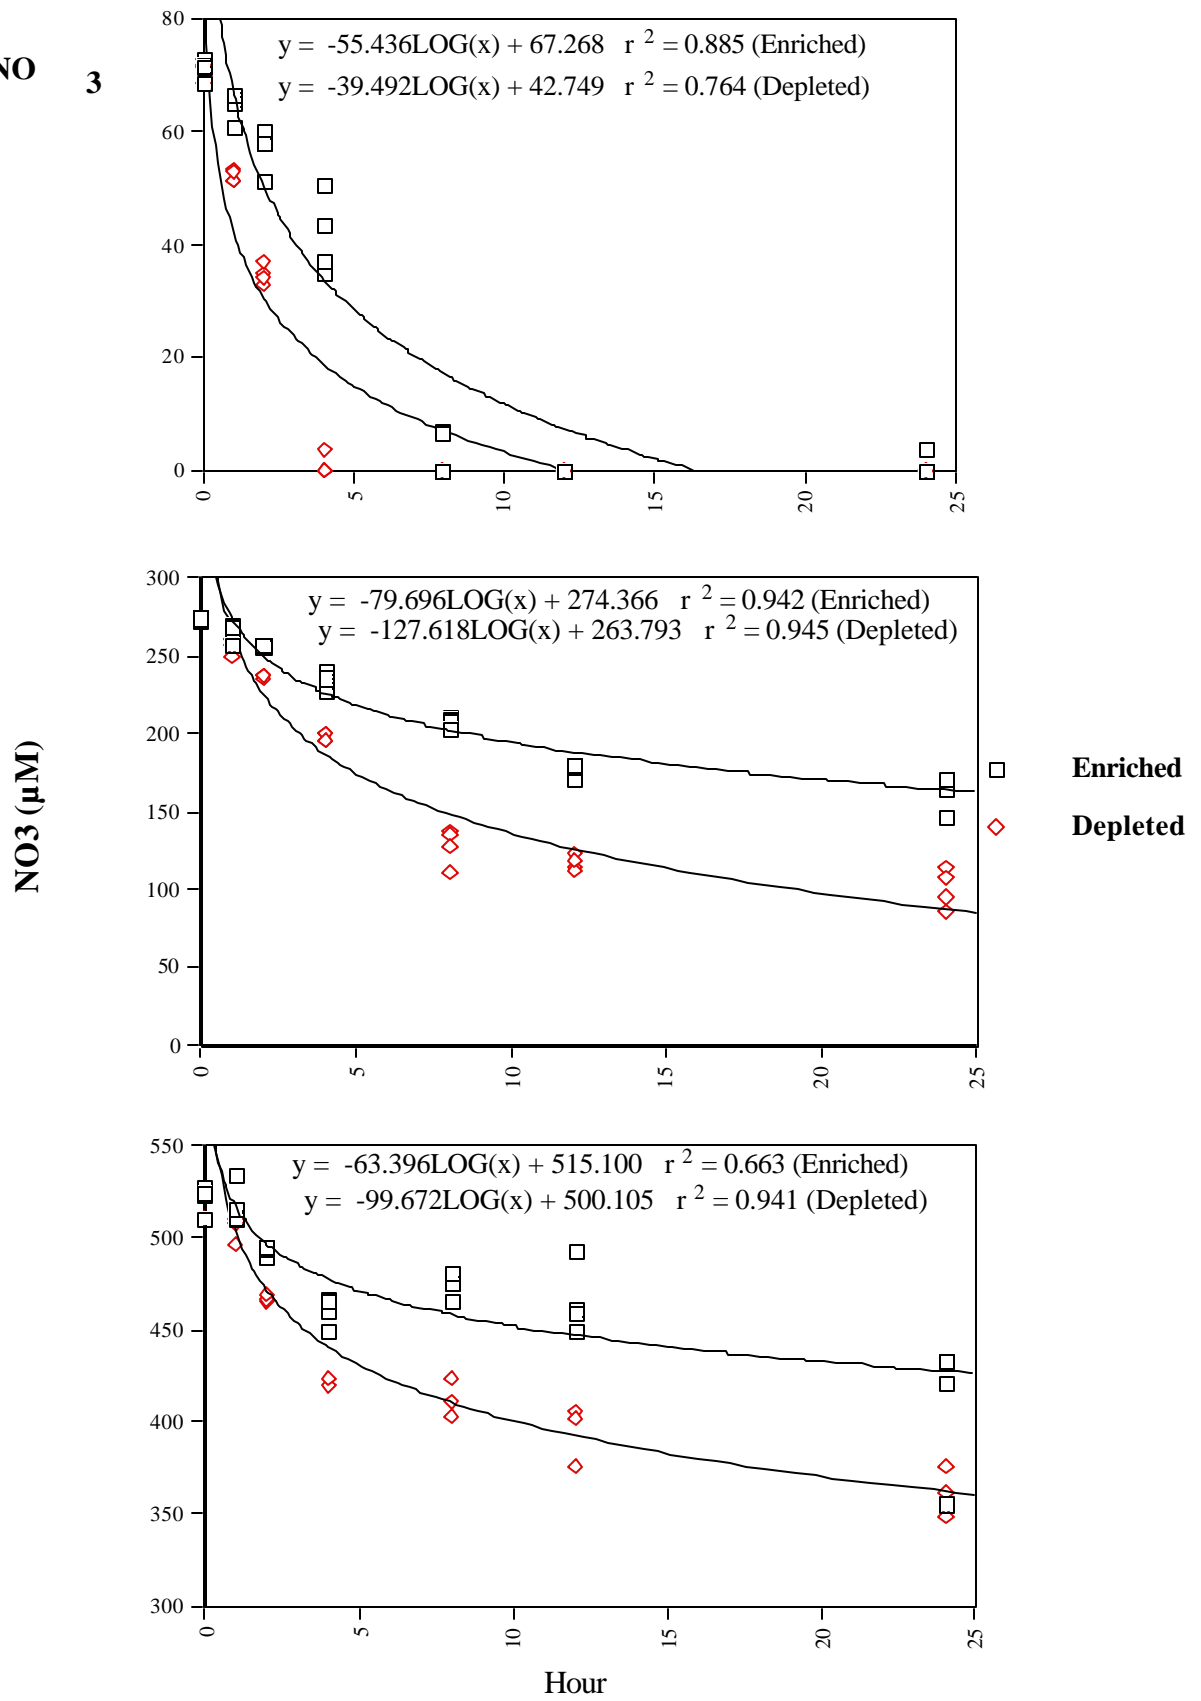 NO 3
y = -55.436LOG(x) + 67.268 r 2 = 0.885 (Enriched)
y = -39.492LOG(x) + 42.749 r 2 = 0.764 (Depleted)
80
60
40
20
0
0 5 10 15 20 25
y = -79.696LOG(x) + 274.366 r 2 = 0.942 (Enriched)
y = -127.618LOG(x) + 263.793 r 2 = 0.945 (Depleted)
300
250
200
150
100
50
0
0 5 10 15 20 25
NO3 (µM)
Enriched
Depleted
y = -63.396LOG(x) + 515.100 r 2 = 0.663 (Enriched)
y = -99.672LOG(x) + 500.105 r 2 = 0.941 (Depleted)
550
500
450
400
350
300
0 5 10 15 20 25
Hour